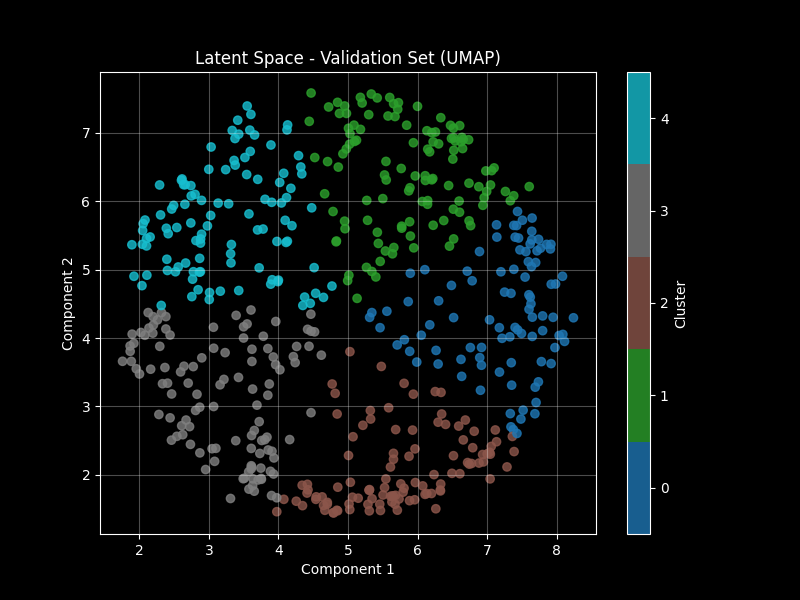 Latent Space - Validation Set (UMAP)
7
6
5
4
3
2
Component 2
2 3 4 5 6 7 8
Component 1
4
3
2
1
0
Cluster